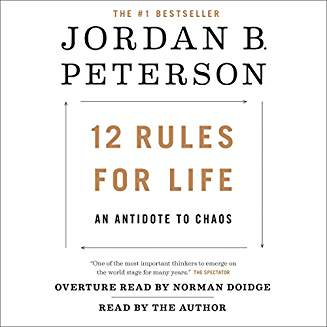 THE #1 BESTSELLER
JORDAN B.
PETERSON
12 RULES
FOR LIFE
AN ANTIDOTE TO CHAOS
"One of the most important thinkers to emerge on
the world stage for many years." THE SPECTATOR
OVERTURE READ BY NORMAN DOIDGE
READ BY THE AUTHOR